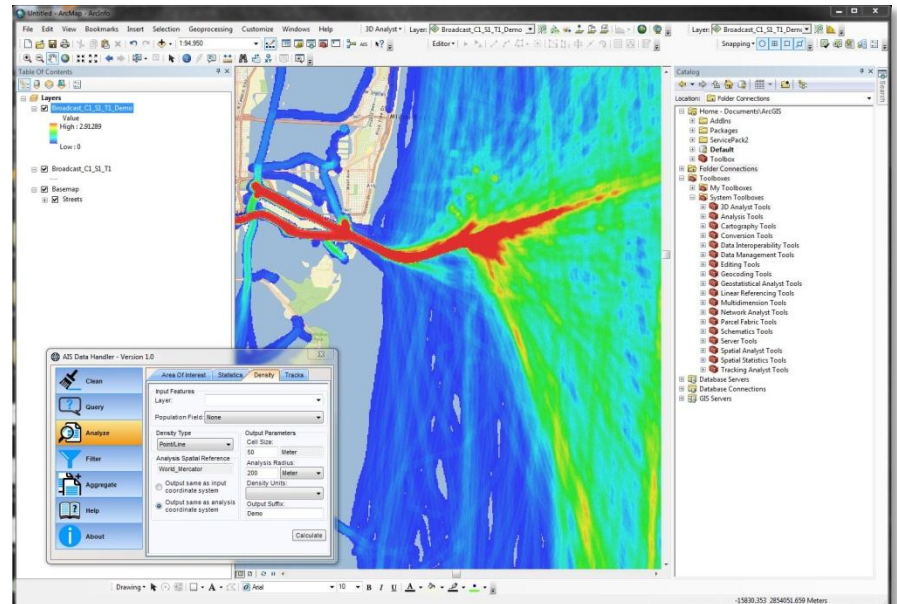 Untitled - ArcMap - ArcInfo
File Edit View Bookmarks Insert Selection Geoprocessing Customize Windows Help
3D Analyst Layer: Broadcast_C1_S1_T1_Demo
Layer: Broadcast_C1_S1_T1_Demo
1:94,950
Editor
Snapping
Table Of Contents
Layers
Broadcast_C1_S1_T1_Demo
Value
High : 2.91289
Low : 0
Broadcast_C1_S1_T1
Basemap
Streets
Catalog
Location: Folder Connections
Home - Documents\ArcGIS
AddIns
Packages
ServicePack2
Default
Toolbox
Folder Connections
Toolboxes
My Toolboxes
System Toolboxes
3D Analyst Tools
Analysis Tools
Cartography Tools
Conversion Tools
Data Interoperability Tools
Data Management Tools
Editing Tools
Geocoding Tools
Geostatistical Analyst Tools
Linear Referencing Tools
Multidimension Tools
Network Analyst Tools
Parcel Fabric Tools
Schematics Tools
Server Tools
Spatial Analyst Tools
Spatial Statistics Tools
Tracking Analyst Tools
Database Servers
Database Connections
GIS Servers
Search
AIS Data Handler - Version 1.0
Clean
Query
Analyze
Filter
Aggregate
Help
About
Area Of Interest Statistics Density Tracks
Input Features
Layer:
Population Field: None
Density Type
Point/Line
Analysis Spatial Reference
World_Mercator
Output same as input
coordinate system
Output same as analysis
coordinate system
Output Parameters
Cell Size:
50 Meter
Analysis Radius:
200 Meter
Density Units:
Output Suffix:
Demo
Calculate
Drawing A Arial 10 B I U A
-15830.353 2854051.659 Meters